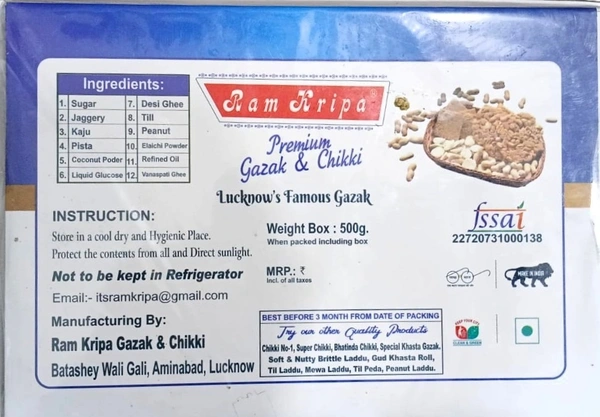 Ingredients:
1. Sugar 7. Desi Ghee
2. Jaggery 8. Till
3. Kaju 9. Peanut
4. Pista 10. Elaichi Powder
5. Coconut Poder 11. Refined Oil
6. Liquid Glucose 12. Vanaspati Ghee
Ram Kripa
Premium
Gazak & Chikki
Lucknow's Famous Gazak
INSTRUCTION:
Store in a cool dry and Hygienic Place.
Protect the contents from all and Direct sunlight.
Not to be kept in Refrigerator
Email:- itsramkripa@gmail.com
Manufacturing By:
Ram Kripa Gazak & Chikki
Batashey Wali Gali, Aminabad, Lucknow
Weight Box : 500g.
When packed including box
MRP.: ₹
Incl. of all taxes
fssai
22720731000138
MADE IN INDIA
BEST BEFORE 3 MONTH FROM DATE OF PACKING
Try our other Quality Products
Chikki No-1, Super Chikki, Bhatinda Chikki, Special Khasta Gazak.
Soft & Nutty Brittle Laddu, Gud Khasta Roll,
Til Laddu, Mewa Laddu, Til Peda, Peanut Laddu.
KEEP YOUR CITY
CLEAN & GREEN